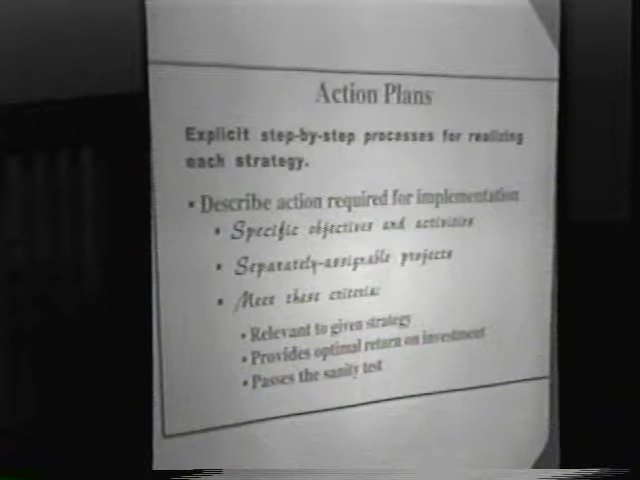 Action Plans
Explicit step-by-step processes for realizing
each strategy.
• Describe action required for implementation
• Specific objectives and activities
• Separately-assignable projects
• Meet these criteria:
• Relevant to given strategy
• Provides optimal return on investment
• Passes the sanity test